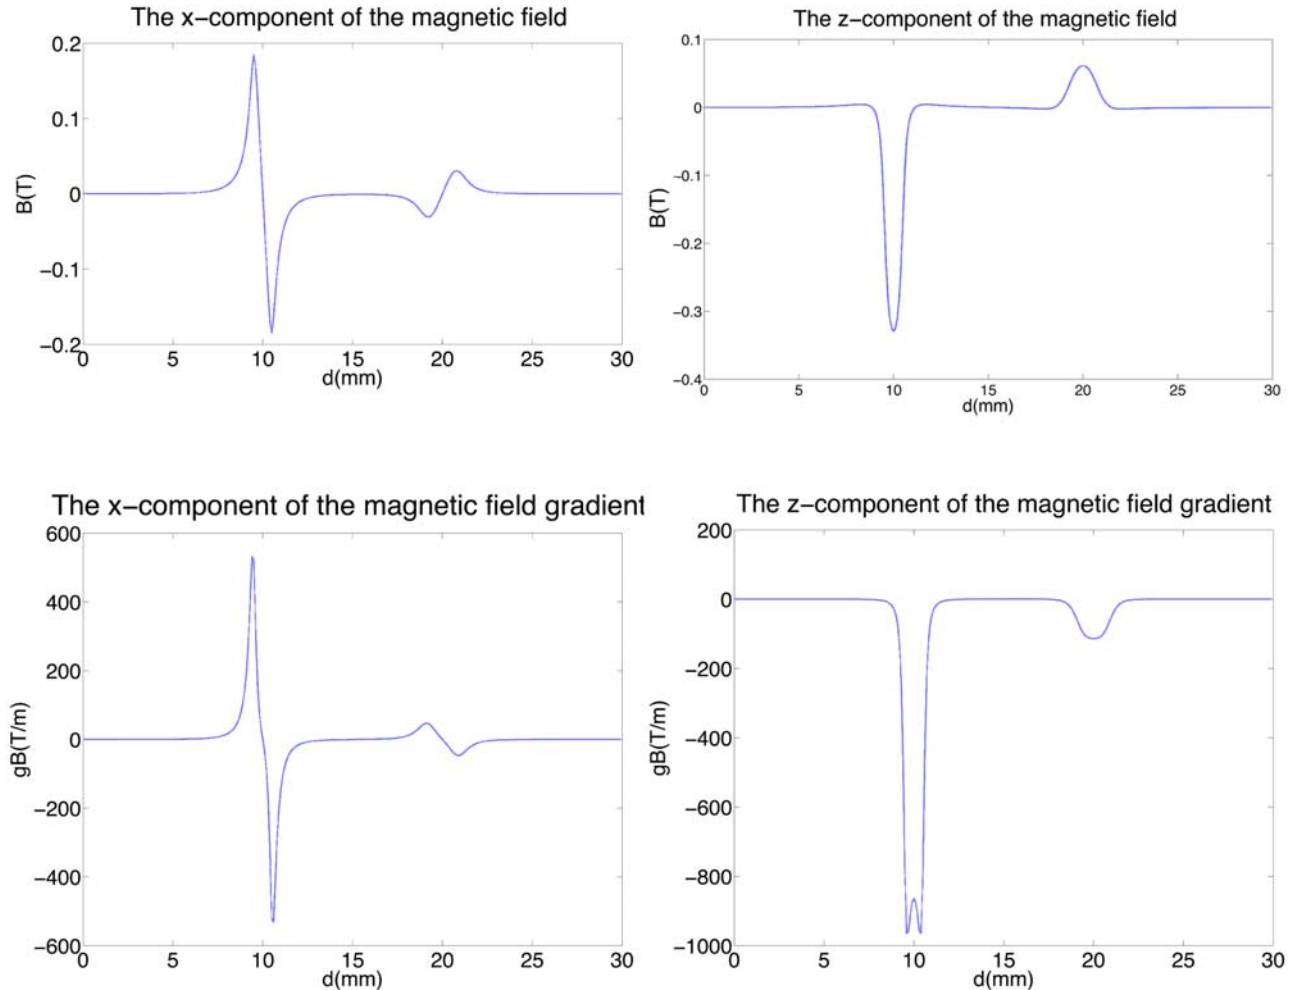 The x−component of the magnetic field
0.2
0.1
0
−0.1
−0.2
B(T)
0 5 10 15 20 25 30
d(mm)
The z−component of the magnetic field
0.1
0
−0.1
−0.2
−0.3
−0.4
B(T)
0 5 10 15 20 25 30
d(mm)
The x−component of the magnetic field gradient
600
400
200
0
−200
−400
−600
gB(T/m)
0 5 10 15 20 25 30
d(mm)
The z−component of the magnetic field gradient
200
0
−200
−400
−600
−800
−1000
gB(T/m)
0 5 10 15 20 25 30
d(mm)